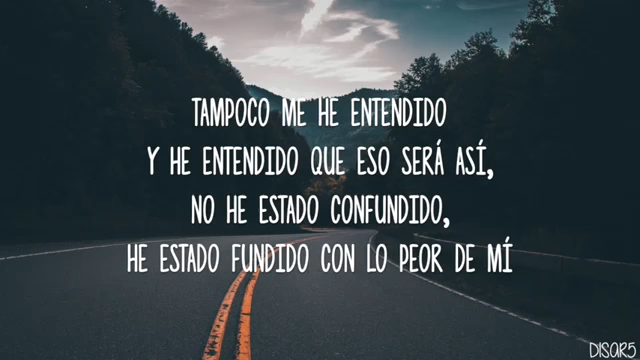 TAMPOCO ME HE ENTENDIDO
Y HE ENTENDIDO QUE ESO SERÁ ASÍ,
NO HE ESTADO CONFUNDIDO,
HE ESTADO FUNDIDO CON LO PEOR DE MÍ
DISAR5